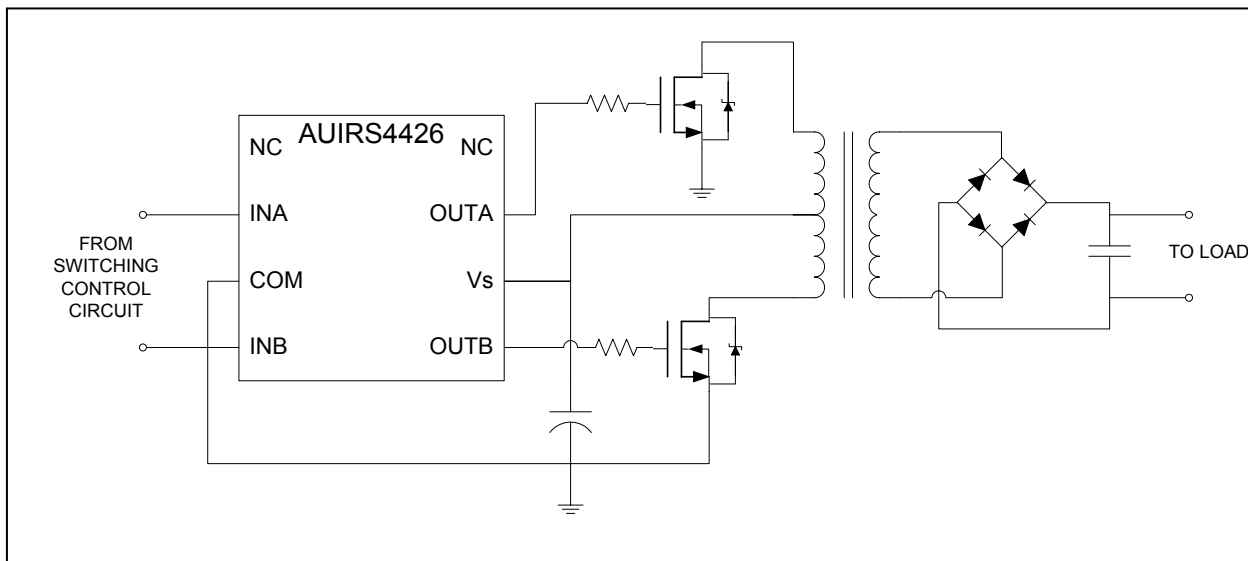 AUIRS4426
NC
NC
INA
OUTA
FROM
SWITCHING
CONTROL
CIRCUIT
COM
Vs
TO LOAD
INB
OUTB